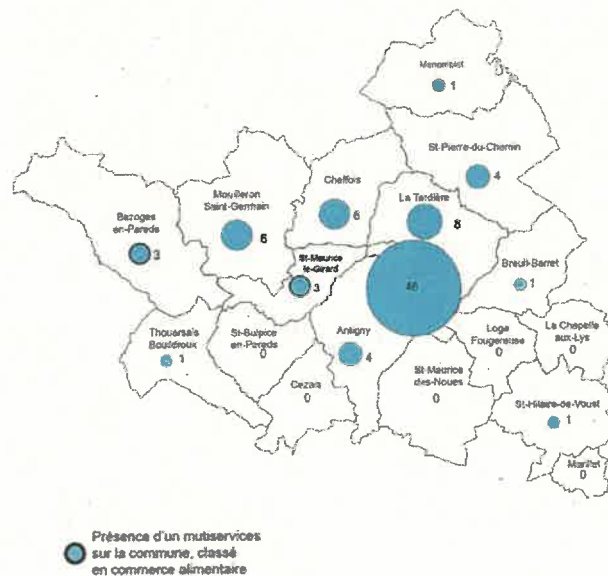 Menomblet
1
St-Pierre-du-Chemin
4
Cheffois
6
La Tardière
8
Mouilleron
Saint-Germain
6
Bazoges
en-Pareds
3
St-Maurice
le-Girard
3
46
Breuil-Barret
1
Thouarsais
Bouildroux
1
St-Sulpice
en-Pareds
0
Antigny
4
Loge
Fougereuse
0
La Chapelle
aux-Lys
0
Cezais
0
St-Maurice
des-Noues
0
St-Hilaire-de-Voust
1
Marillet
0
Présence d'un mutiservices
sur la commune, classé
en commerce alimentaire